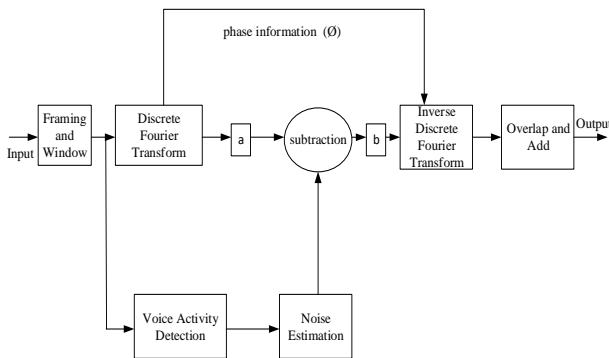 phase information (Ø)
Framing
and
Window
Discrete
Fourier
Transform
a
subtraction
b
Inverse
Discrete
Fourier
Transform
Overlap and
Add
Input
Output
Voice Activity
Detection
Noise
Estimation